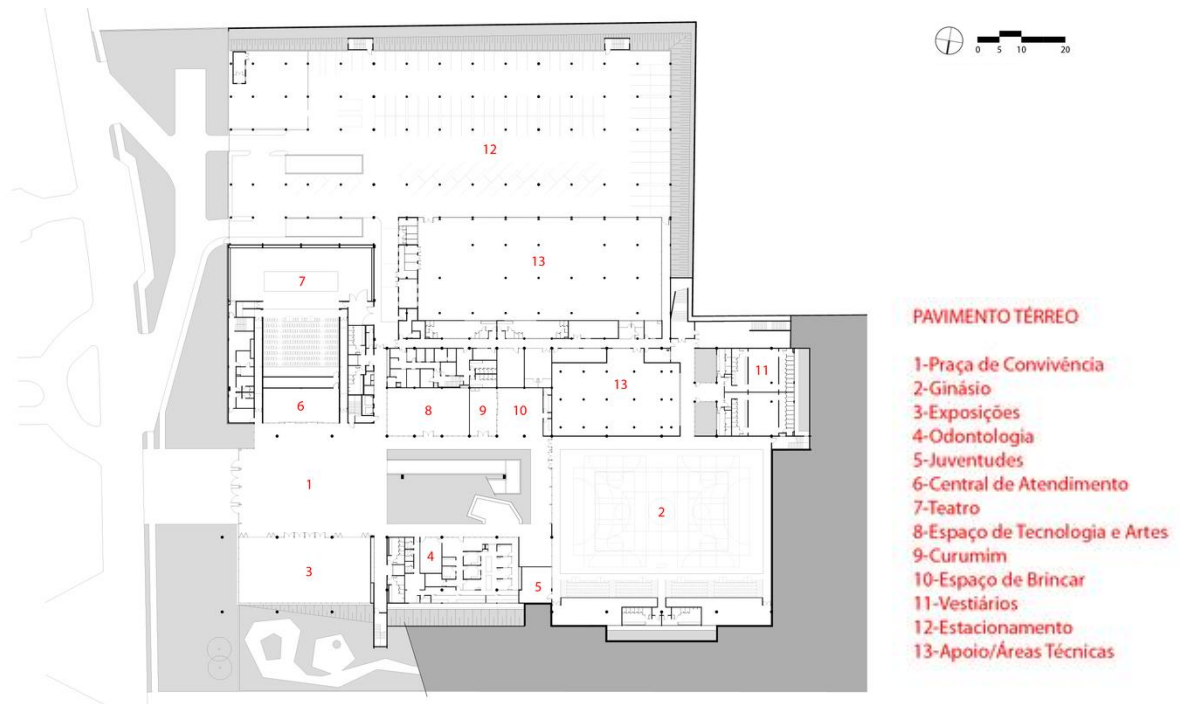 0 5 10 20
12
13
7
13
11
6
8
9
10
1
2
4
3
5
PAVIMENTO TÉRREO
1-Praça de Convivência
2-Ginásio
3-Exposições
4-Odontologia
5-Juventudes
6-Central de Atendimento
7-Teatro
8-Espaço de Tecnologia e Artes
9-Curumim
10-Espaço de Brincar
11-Vestiários
12-Estacionamento
13-Apoio/Áreas Técnicas